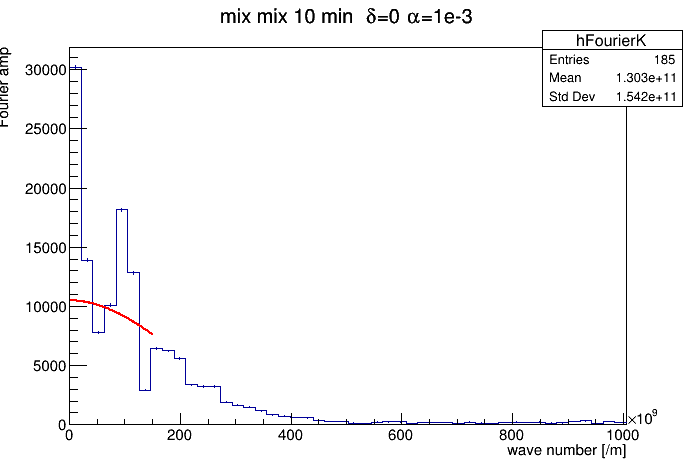 mix mix 10 min δ=0 α=1e-3
hFourierK
Entries 185
Mean 1.303e+11
Std Dev 1.542e+11
Fourier amp
30000
25000
20000
15000
10000
5000
0
0 200 400 600 800 1000
×10⁹
wave number [/m]